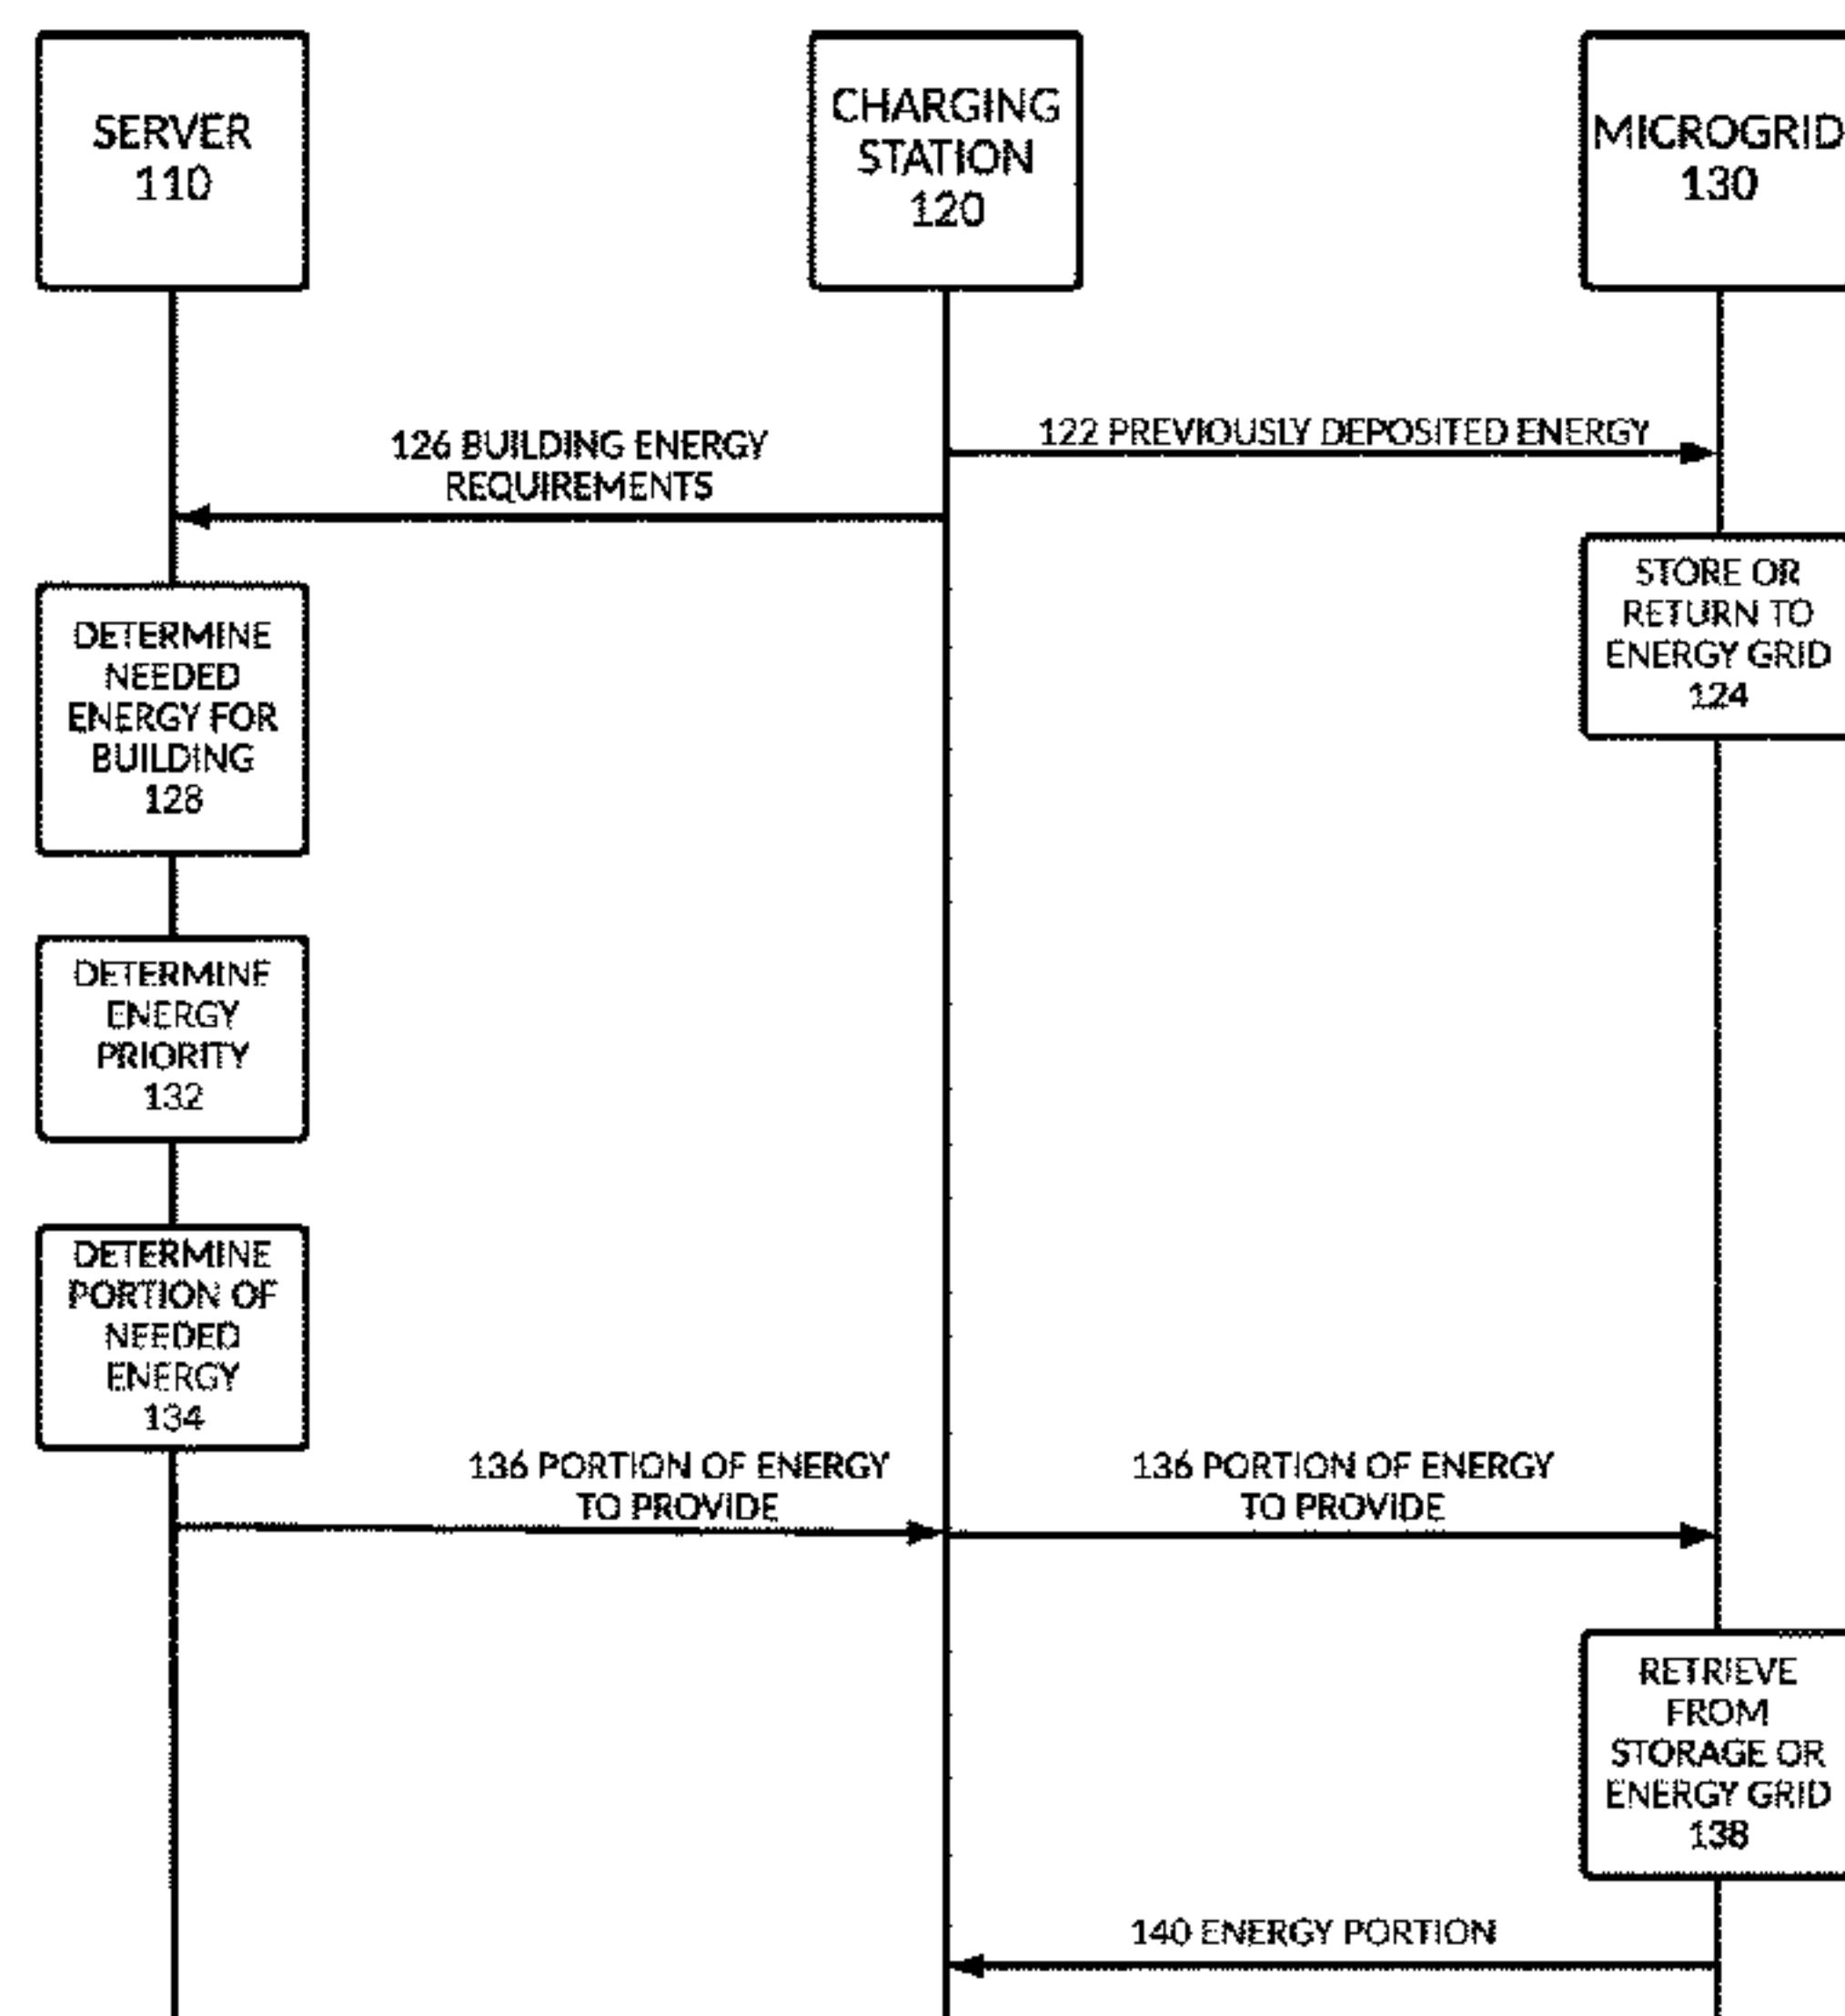 SERVER
110
CHARGING
STATION
120
MICROGRID
130
122 PREVIOUSLY DEPOSITED ENERGY
126 BUILDING ENERGY
REQUIREMENTS
STORE OR
RETURN TO
ENERGY GRID
124
DETERMINE
NEEDED
ENERGY FOR
BUILDING
128
DETERMINE
ENERGY
PRIORITY
132
DETERMINE
PORTION OF
NEEDED
ENERGY
134
136 PORTION OF ENERGY
TO PROVIDE
136 PORTION OF ENERGY
TO PROVIDE
RETRIEVE
FROM
STORAGE OR
ENERGY GRID
138
140 ENERGY PORTION